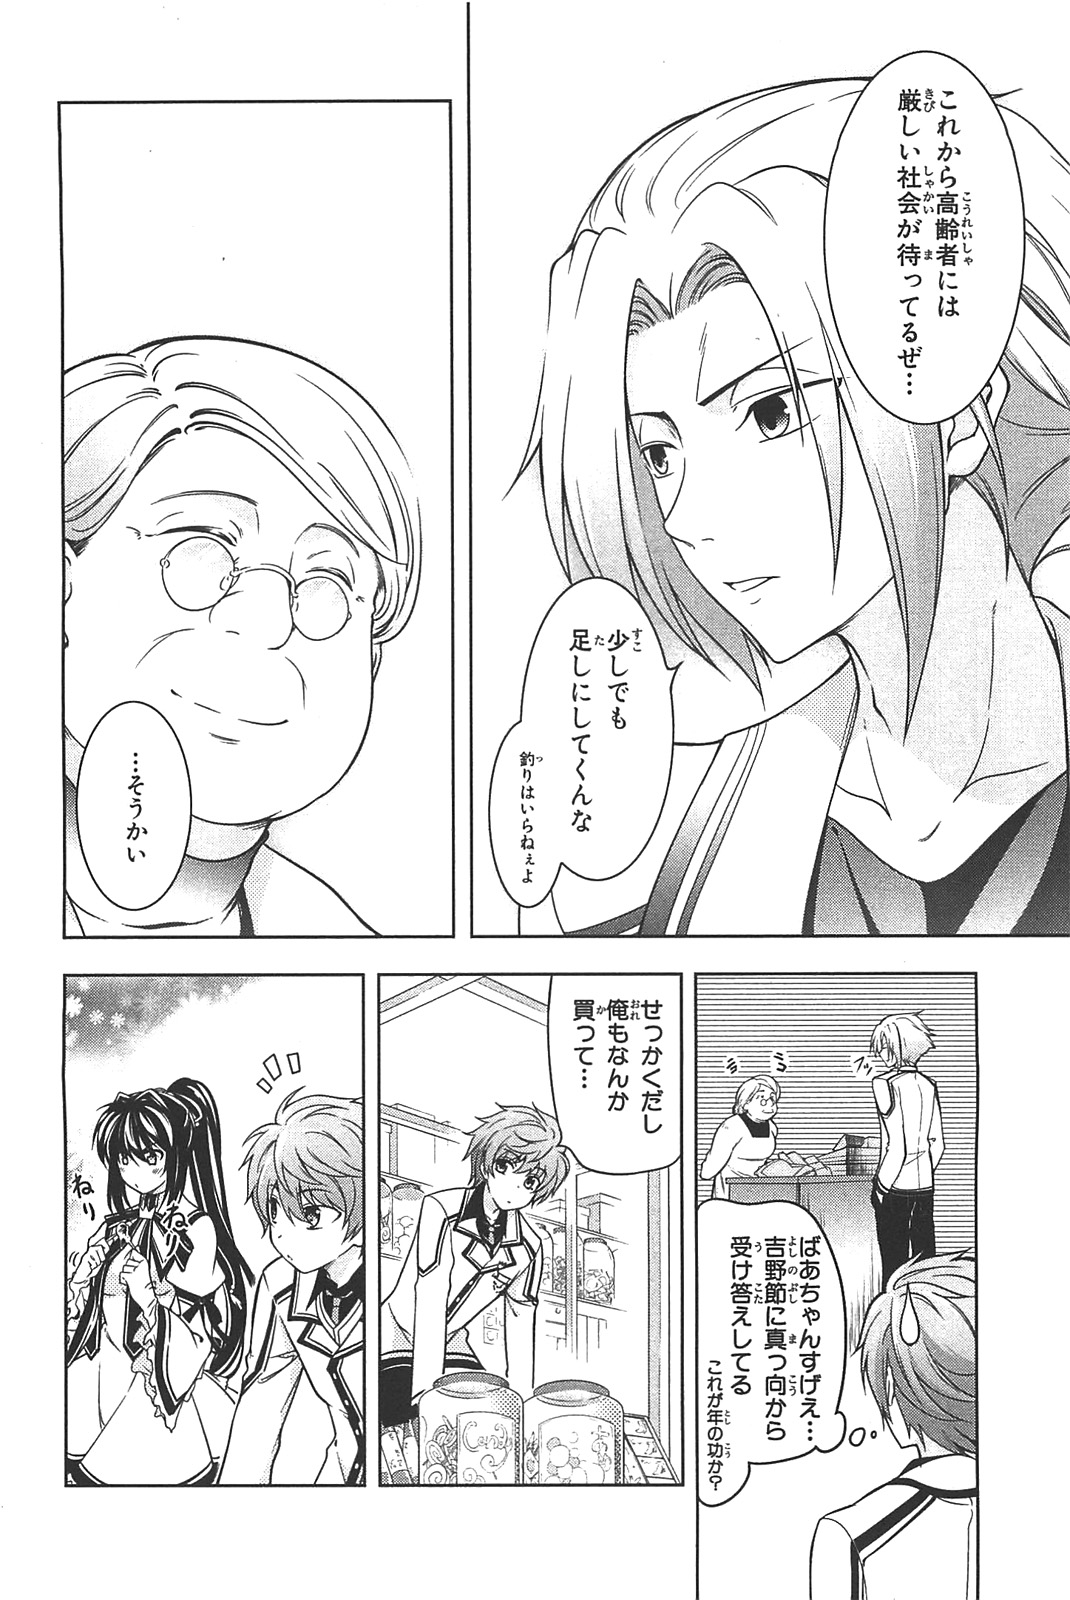 これから高齢者には
厳しい社会が待ってるぜ…
少しでも
足しにしてくんな
釣りはいらねぇよ
…そうかい
フッ
ばあちゃんすげえ…
吉野節に真っ向から
受け答えしてる
これが年の功か?
せっかくだし
俺もなんか
買って…
Candy
ねり
ねり